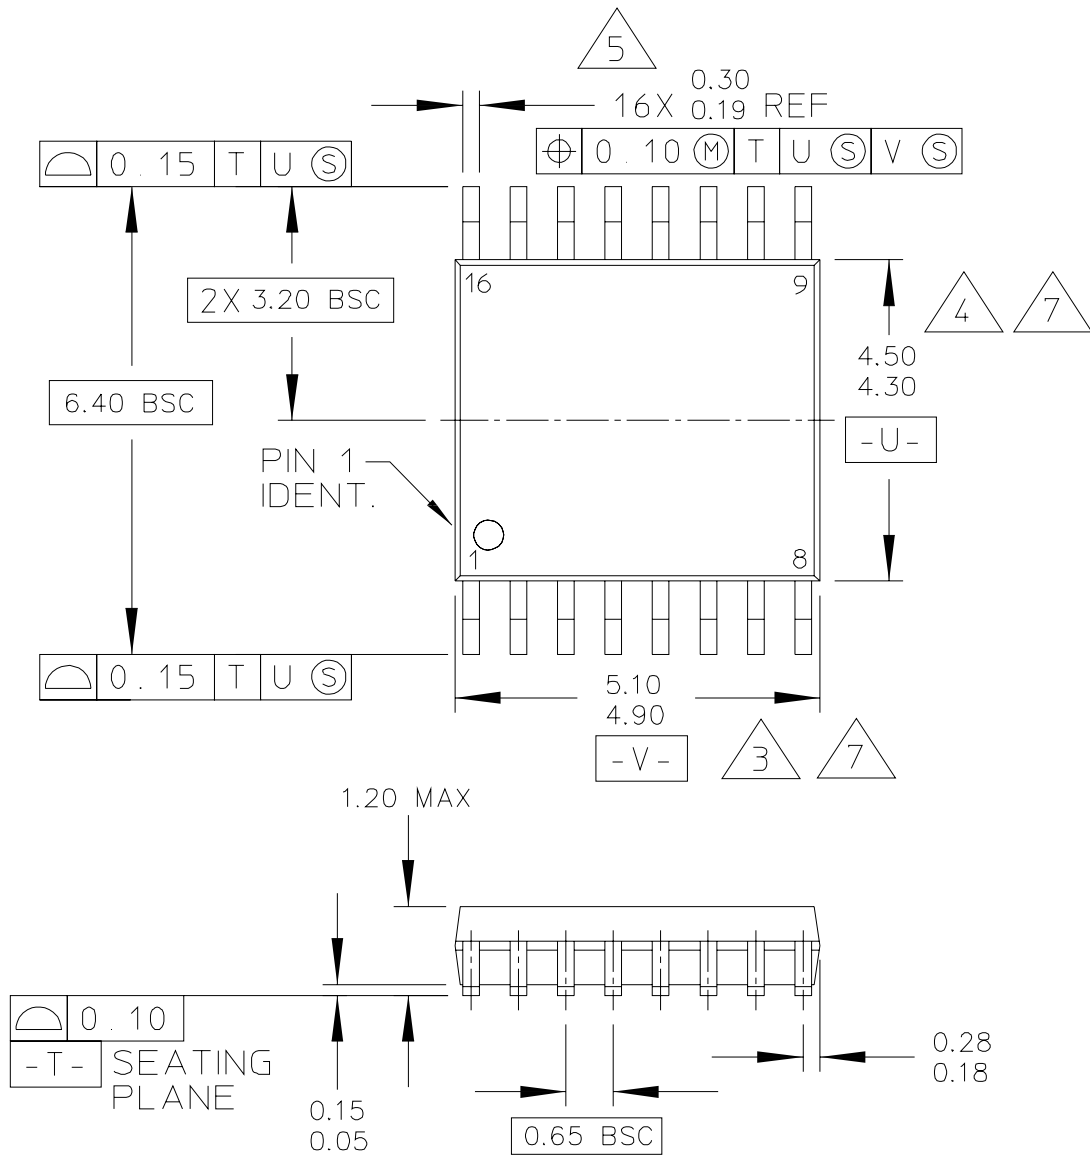 5
0.30
16X 0.19 REF
0.15 T U Ⓢ
⌖ 0.10 Ⓜ T U Ⓢ V Ⓢ
16 9
2X 3.20 BSC
4 7
4.50
4.30
6.40 BSC
-U-
PIN 1
IDENT.
1 8
0.15 T U Ⓢ
5.10
4.90
-V- 3 7
1.20 MAX
0.10
-T- SEATING
PLANE
0.28
0.18
0.15
0.05
0.65 BSC